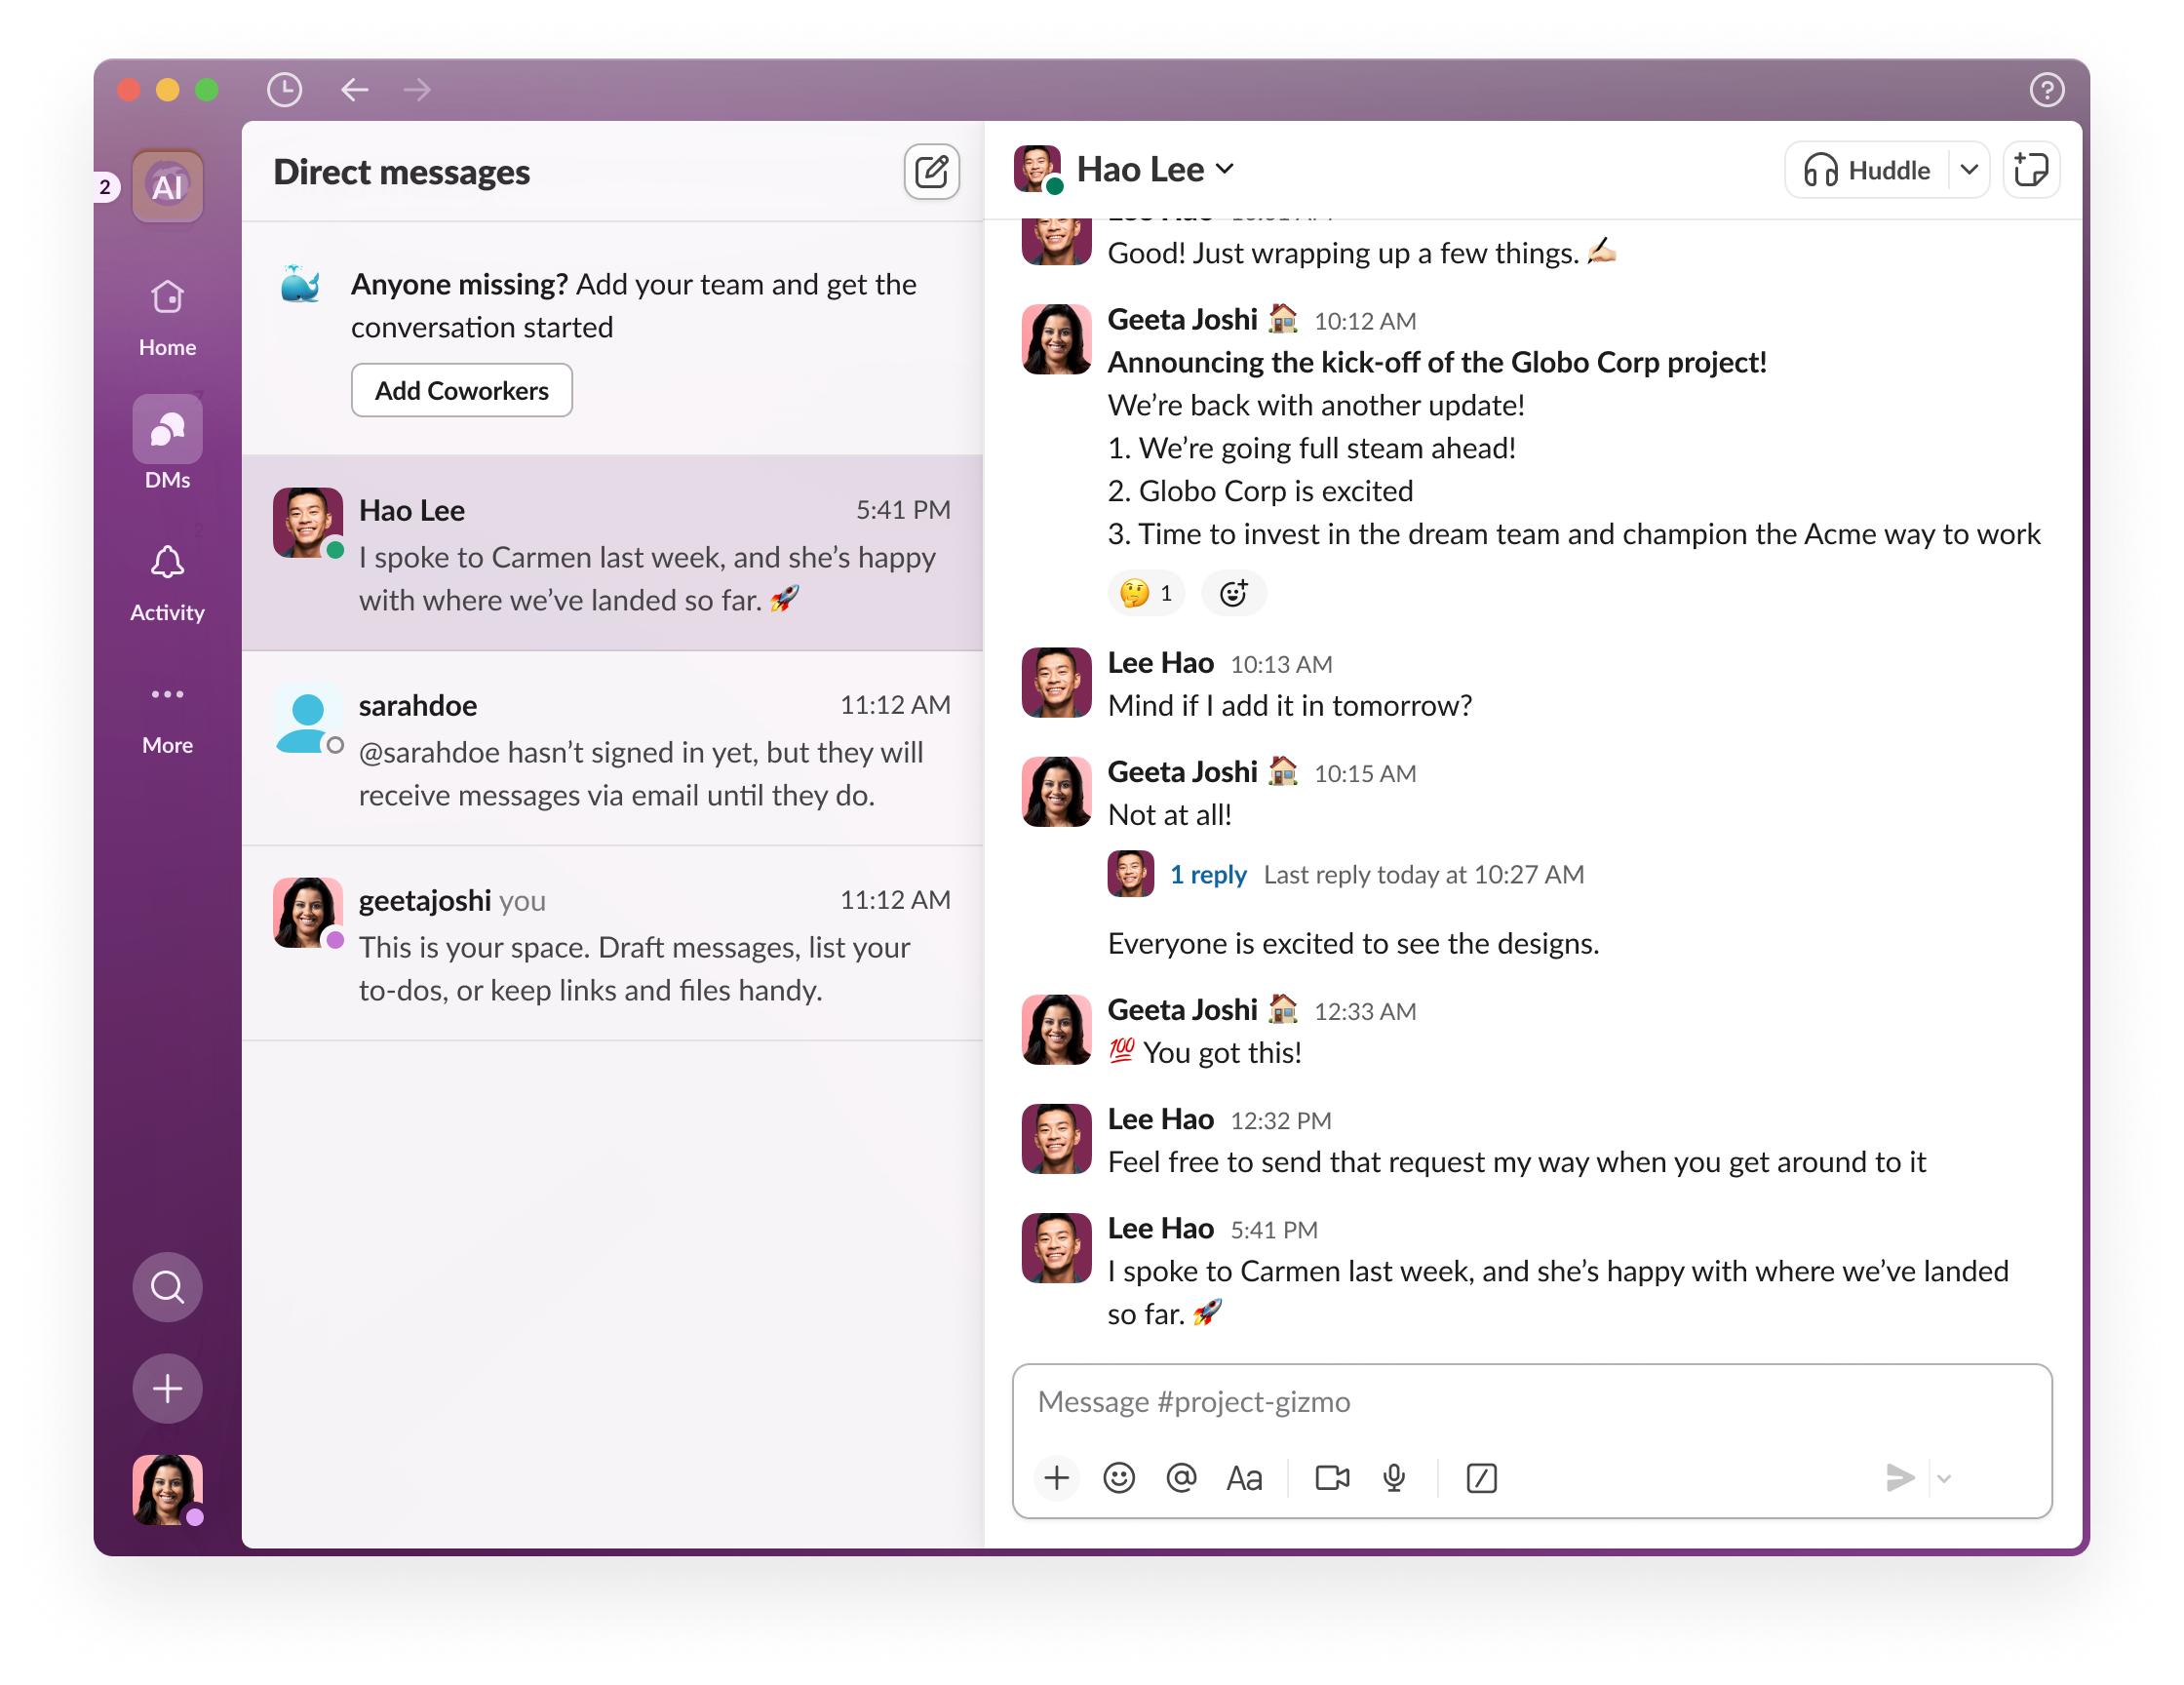 2
AI
Home
DMs
Activity
More
Direct messages
Anyone missing? Add your team and get the
conversation started
Add Coworkers
Hao Lee
5:41 PM
I spoke to Carmen last week, and she’s happy
with where we’ve landed so far. 🚀
sarahdoe
11:12 AM
@sarahdoe hasn’t signed in yet, but they will
receive messages via email until they do.
geetajoshi you
11:12 AM
This is your space. Draft messages, list your
to-dos, or keep links and files handy.
Hao Lee
Huddle
Good! Just wrapping up a few things. ✍🏻
Geeta Joshi 🏠 10:12 AM
Announcing the kick-off of the Globo Corp project!
We’re back with another update!
1. We’re going full steam ahead!
2. Globo Corp is excited
3. Time to invest in the dream team and champion the Acme way to work
🤔 1
Lee Hao 10:13 AM
Mind if I add it in tomorrow?
Geeta Joshi 🏠 10:15 AM
Not at all!
1 reply Last reply today at 10:27 AM
Everyone is excited to see the designs.
Geeta Joshi 🏠 12:33 AM
💯 You got this!
Lee Hao 12:32 PM
Feel free to send that request my way when you get around to it
Lee Hao 5:41 PM
I spoke to Carmen last week, and she’s happy with where we’ve landed
so far. 🚀
Message #project-gizmo
Aa